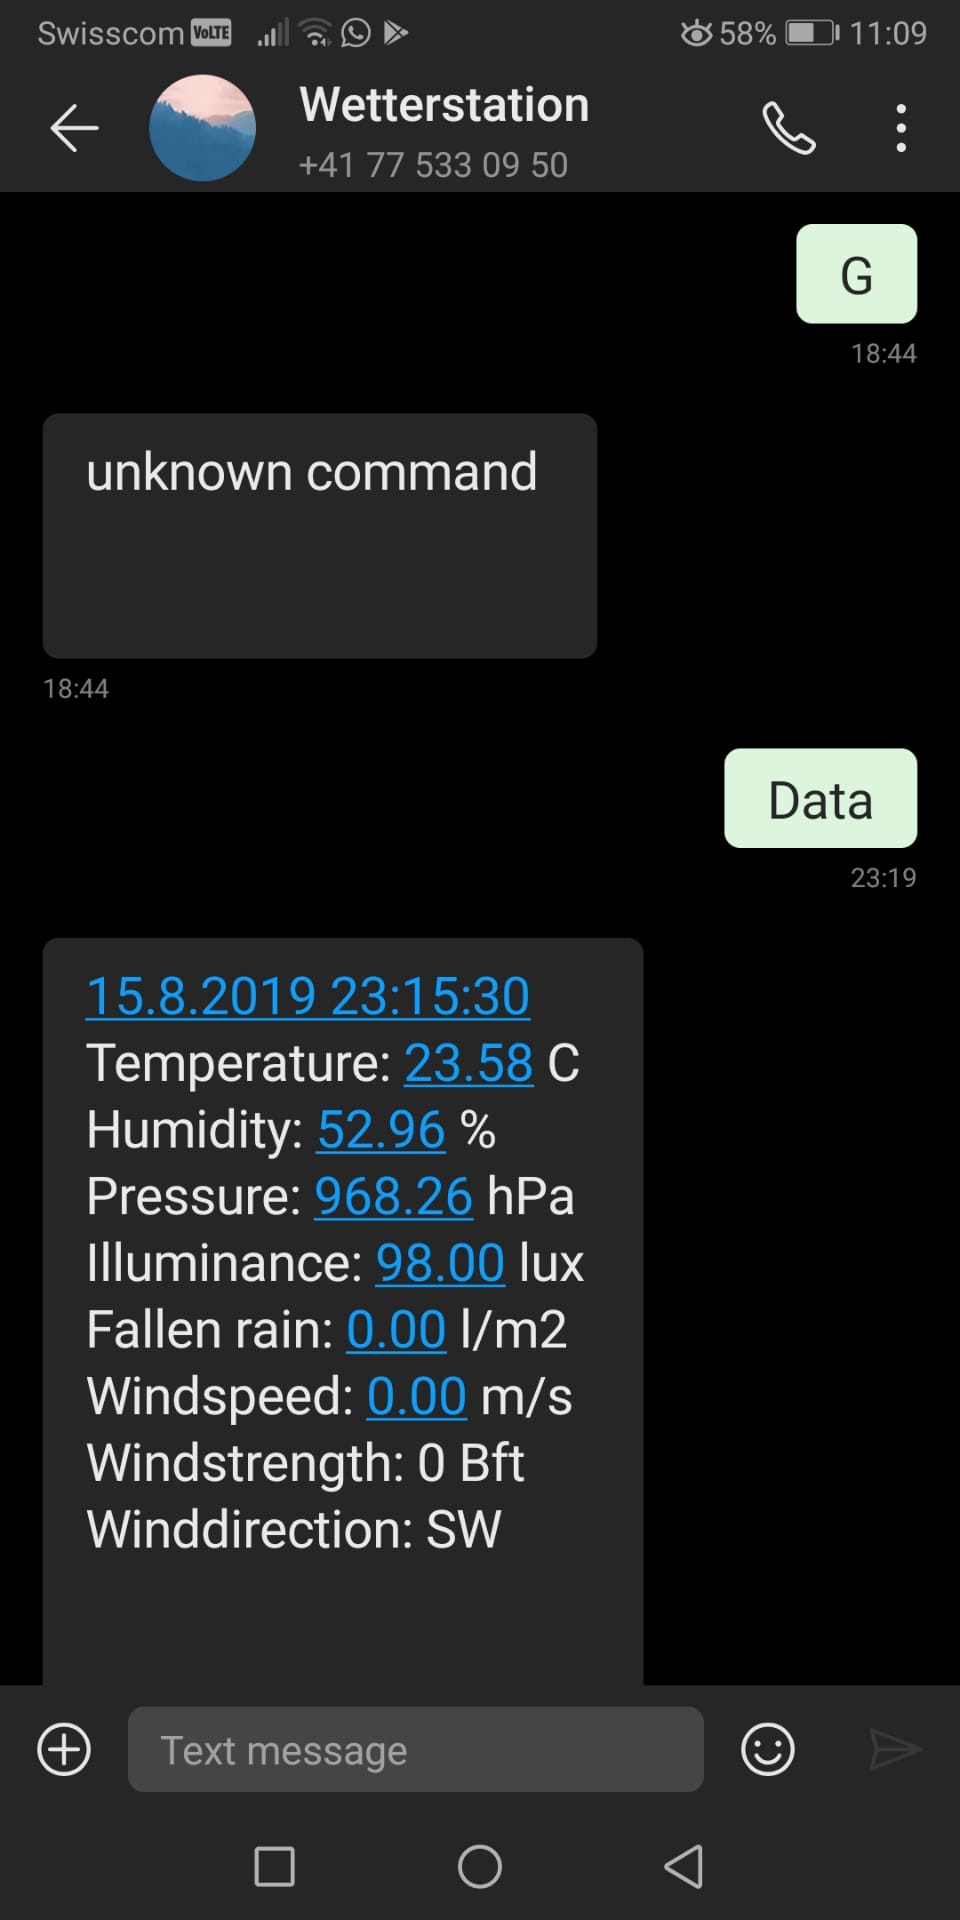 Swisscom VoLTE 58% 11:09
Wetterstation
+41 77 533 09 50
G
18:44
unknown command
18:44
Data
23:19
15.8.2019 23:15:30
Temperature: 23.58 C
Humidity: 52.96 %
Pressure: 968.26 hPa
Illuminance: 98.00 lux
Fallen rain: 0.00 l/m2
Windspeed: 0.00 m/s
Windstrength: 0 Bft
Winddirection: SW
Text message